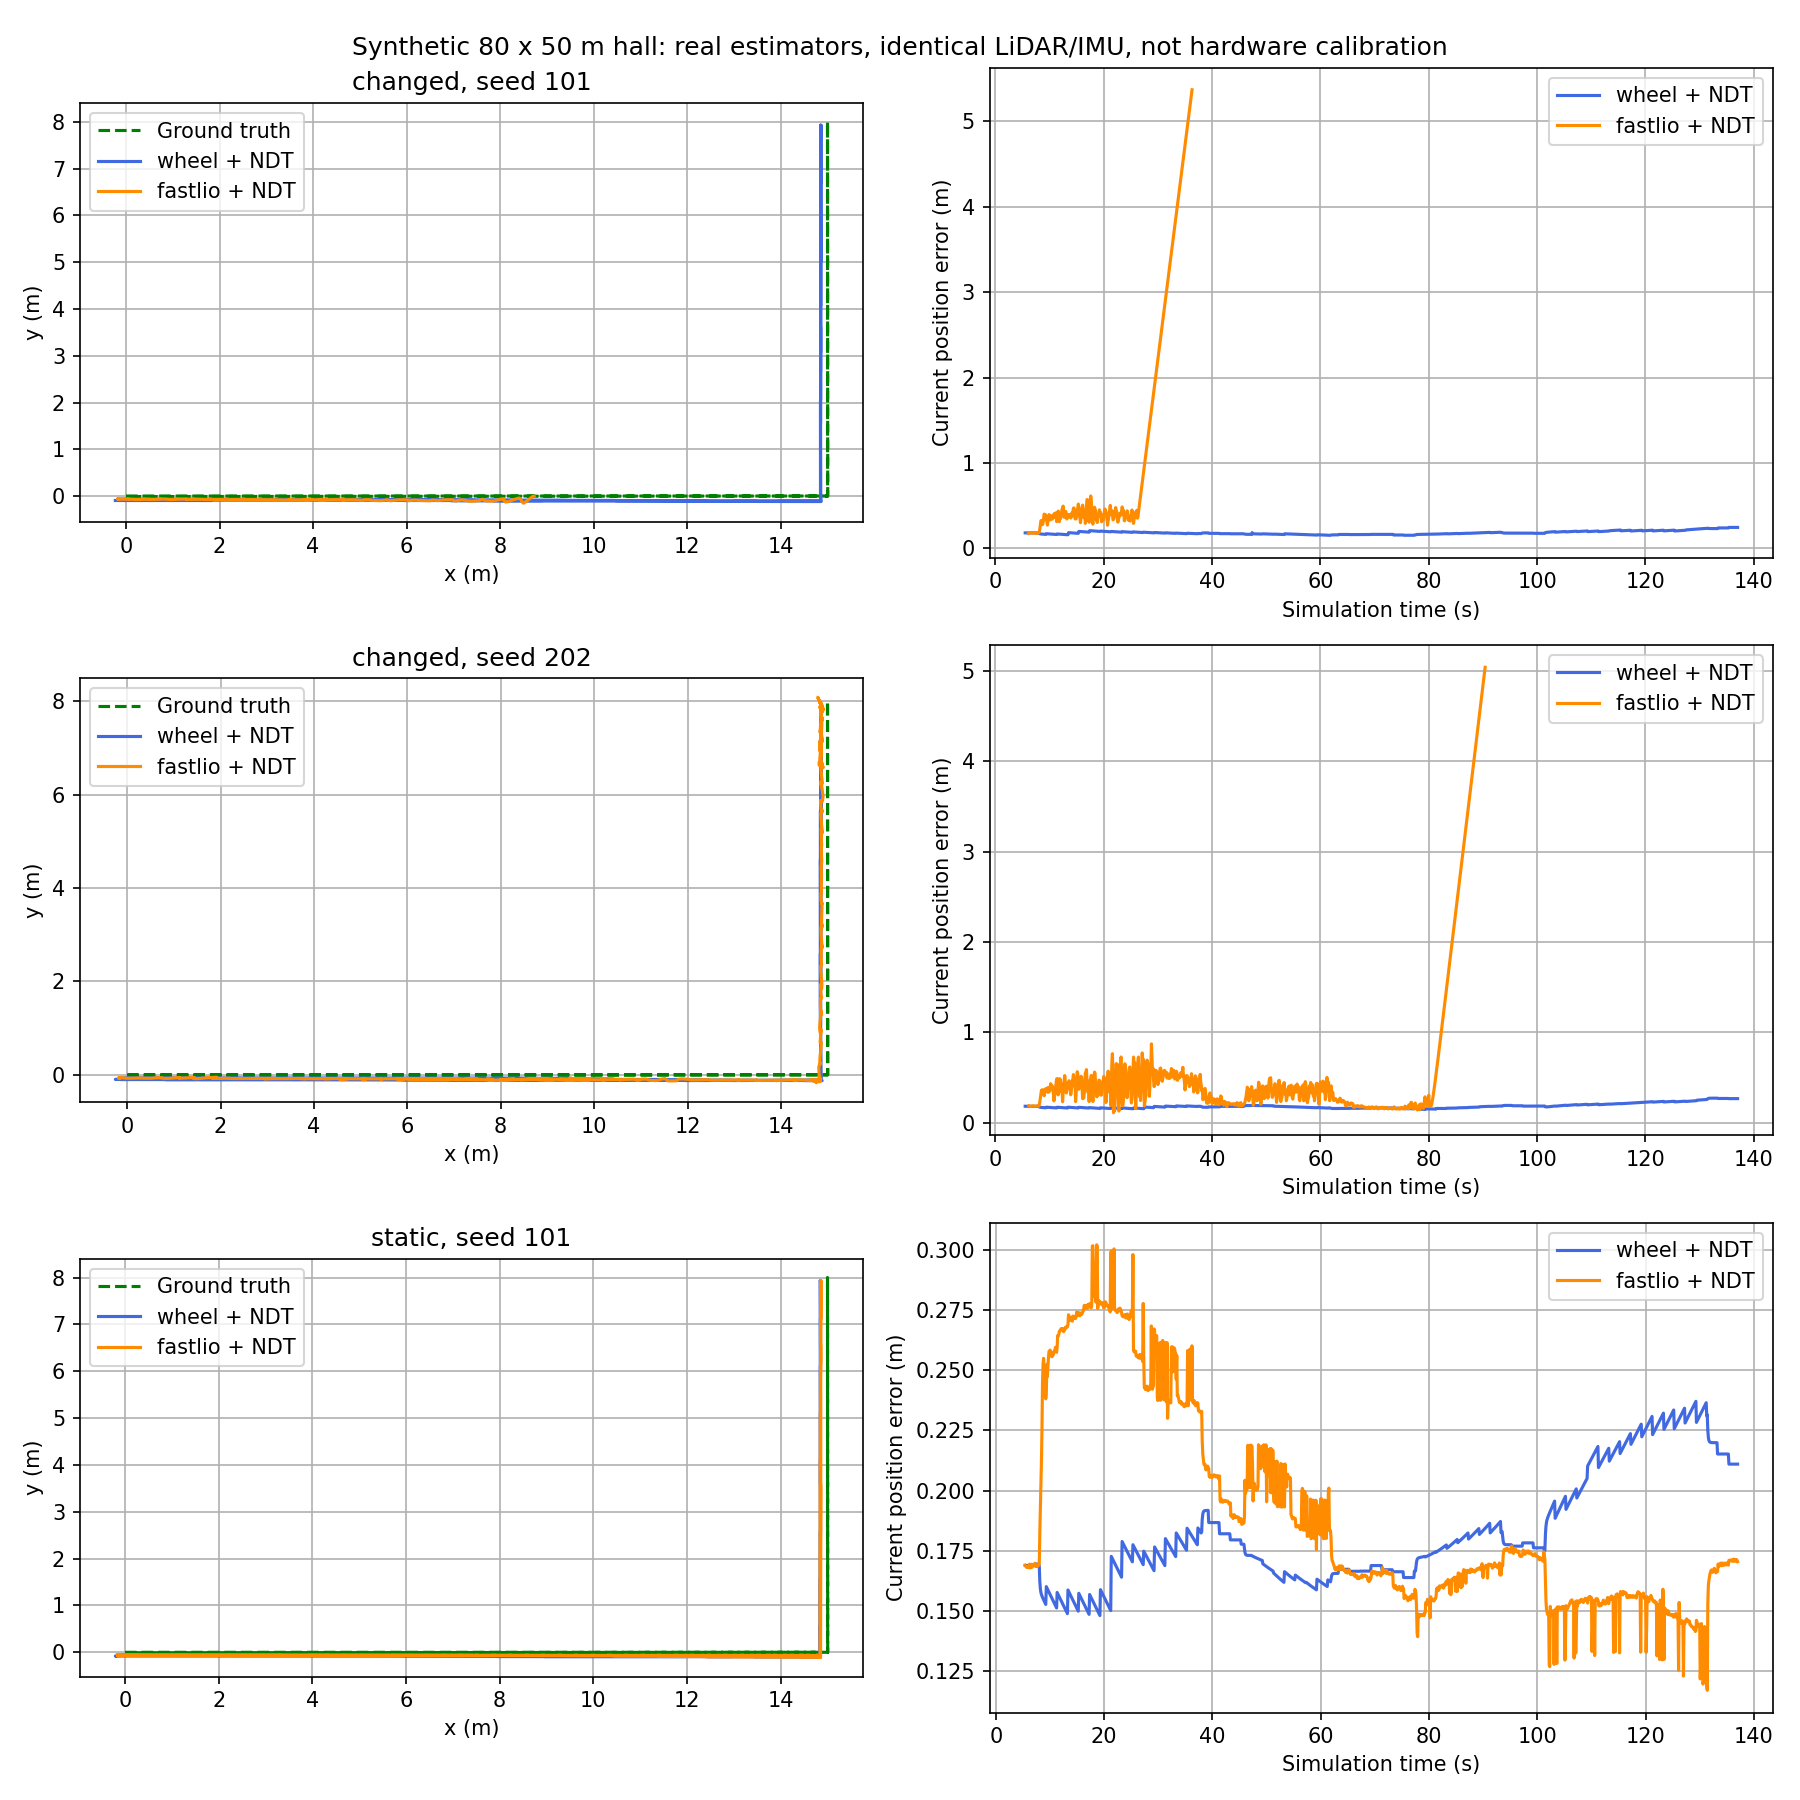 Synthetic 80 x 50 m hall: real estimators, identical LiDAR/IMU, not hardware calibration
changed, seed 101
Ground truth
wheel + NDT
fastlio + NDT
8
7
6
5
4
3
2
1
0
y (m)
0 2 4 6 8 10 12 14
x (m)
wheel + NDT
fastlio + NDT
5
4
3
2
1
0
Current position error (m)
0 20 40 60 80 100 120 140
Simulation time (s)
changed, seed 202
Ground truth
wheel + NDT
fastlio + NDT
8
6
4
2
0
y (m)
0 2 4 6 8 10 12 14
x (m)
wheel + NDT
fastlio + NDT
5
4
3
2
1
0
Current position error (m)
0 20 40 60 80 100 120 140
Simulation time (s)
static, seed 101
Ground truth
wheel + NDT
fastlio + NDT
8
7
6
5
4
3
2
1
0
y (m)
0 2 4 6 8 10 12 14
x (m)
wheel + NDT
fastlio + NDT
0.300
0.275
0.250
0.225
0.200
0.175
0.150
0.125
Current position error (m)
0 20 40 60 80 100 120 140
Simulation time (s)